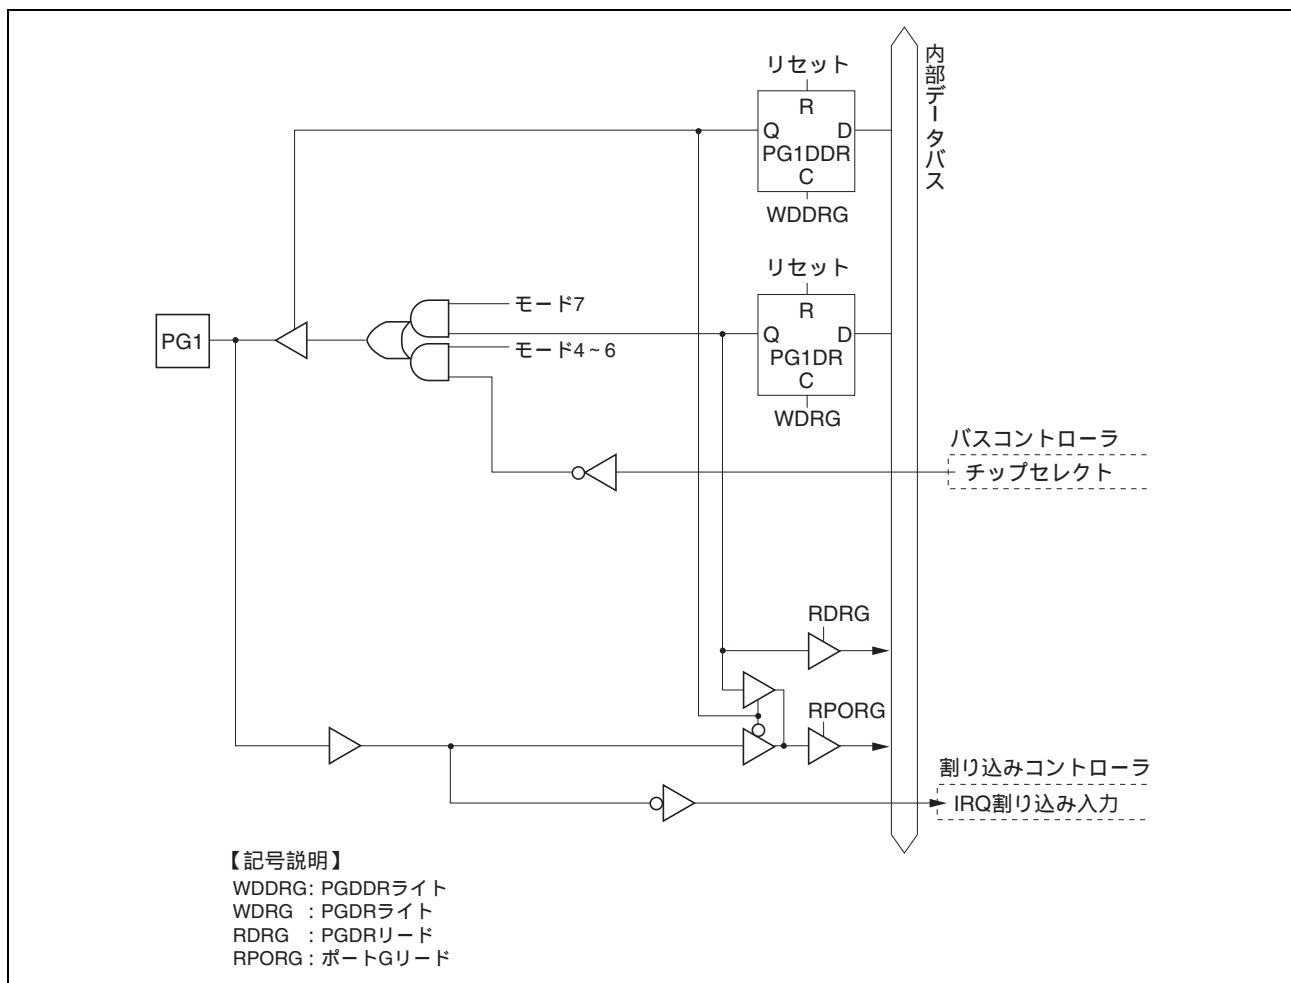 リセット
内部データバス
R
Q
D
PG1DDR
C
WDDRG
リセット
R
モード7
Q
D
PG1
モード4~6
PG1DR
C
WDRG
バスコントローラ
チップセレクト
RDRG
RPORG
割り込みコントローラ
IRQ割り込み入力
【記号説明】
WDDRG: PGDDRライト
WDRG : PGDRライト
RDRG : PGDRリード
RPORG : ポートGリード